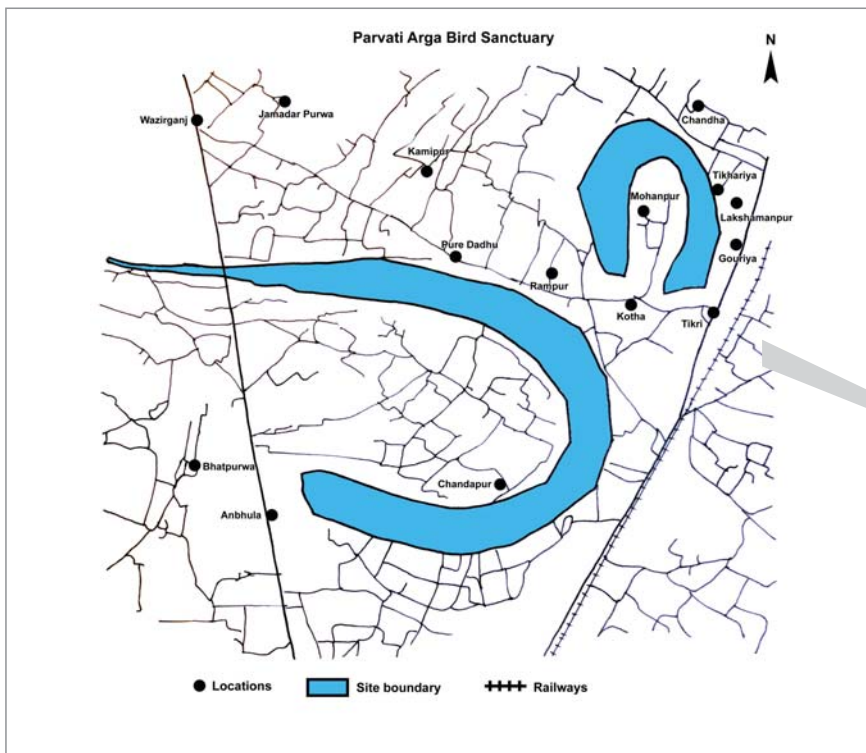 Parvati Arga Bird Sanctuary
N
Jamadar Purwa
Wazirganj
Chandha
Kamipur
Tikhariya
Mohanpur
Lakshamanpur
Pure Dadhu
Gouriya
Rampur
Kotha
Tikri
Bhatpurwa
Chandapur
Anbhula
Locations
Site boundary
Railways